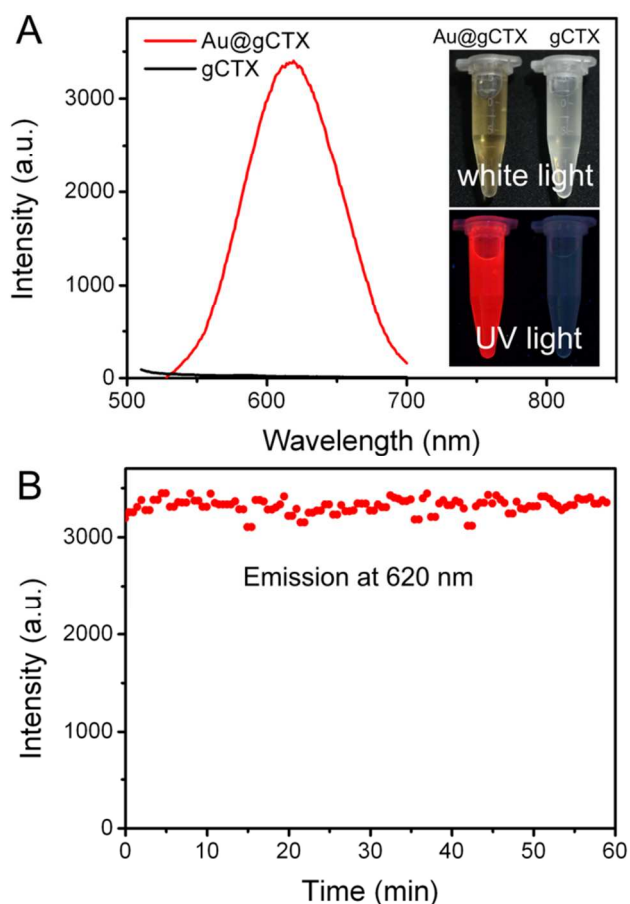 A
Au@gCTX
gCTX
Au@gCTX gCTX
white light
UV light
3000
2000
1000
0
Intensity (a.u.)
500 600 700 800
Wavelength (nm)
B
3000
2000
1000
0
Intensity (a.u.)
Emission at 620 nm
0 10 20 30 40 50 60
Time (min)